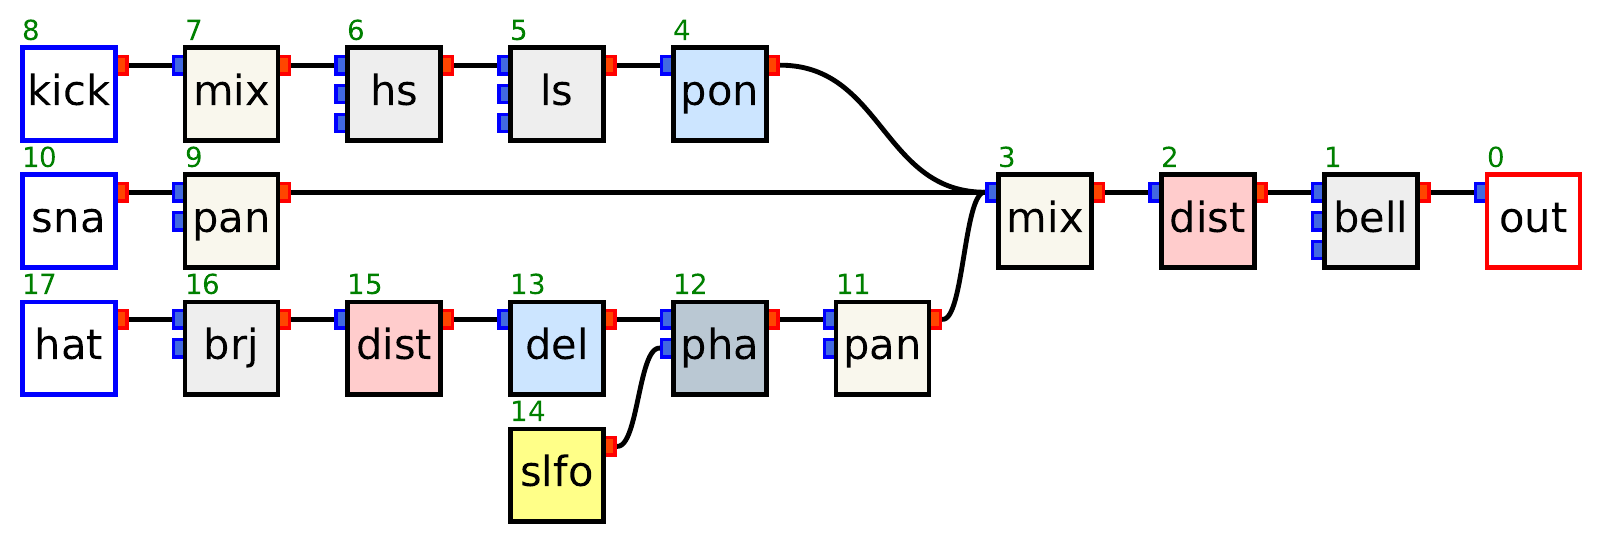 8 7 6 5 4
kick mix hs ls pon
10 9 3 2 1 0
sna pan mix dist bell out
17 16 15 13 12 11
hat brj dist del pha pan
14
slfo